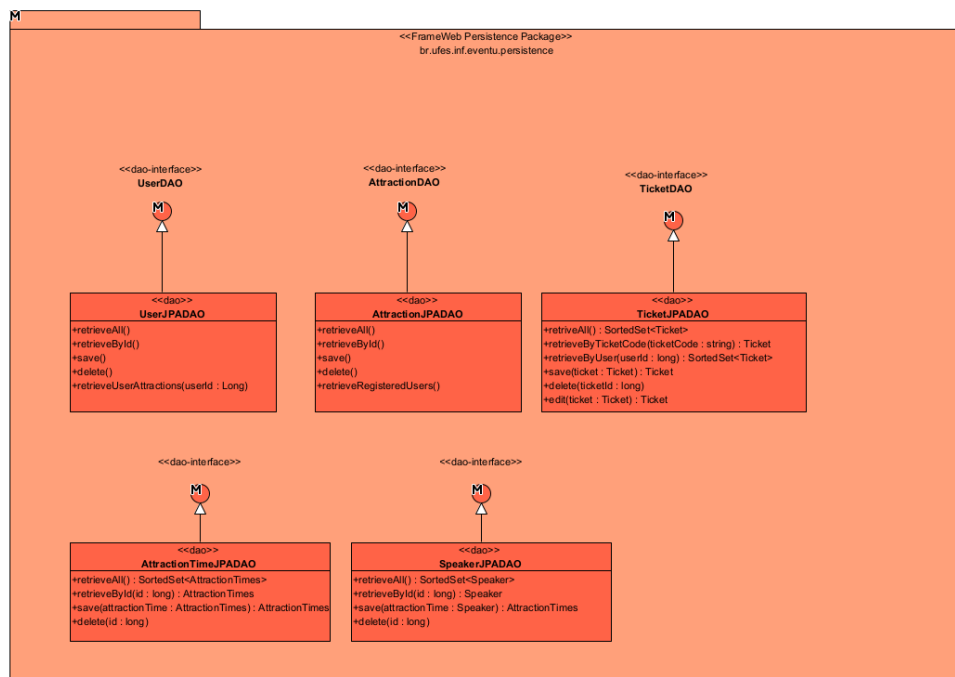 M
<<FrameWeb Persistence Package>>
br.ufes.inf.eventu.persistence
<<dao-interface>>
UserDAO
M
<<dao>>
UserJPADAO
+retrieveAll()
+retrieveById()
+save()
+delete()
+retrieveUserAttractions(userId : Long)
<<dao-interface>>
AttractionDAO
M
<<dao>>
AttractionJPADAO
+retrieveAll()
+retrieveById()
+save()
+delete()
+retrieveRegisteredUsers()
<<dao-interface>>
TicketDAO
M
<<dao>>
TicketJPADAO
+retriveAll() : SortedSet<Ticket>
+retrieveByTicketCode(ticketCode : string) : Ticket
+retrieveByUser(userId : long) : SortedSet<Ticket>
+save(ticket : Ticket) : Ticket
+delete(ticketId : long)
+edit(ticket : Ticket) : Ticket
<<dao-interface>>
M
<<dao>>
AttractionTimeJPADAO
+retrieveAll() : SortedSet<AttractionTimes>
+retrieveById(id : long) : AttractionTimes
+save(attractionTime : AttractionTimes) : AttractionTimes
+delete(id : long)
<<dao-interface>>
M
<<dao>>
SpeakerJPADAO
+retrieveAll() : SortedSet<Speaker>
+retrieveById(id : long) : Speaker
+save(attractionTime : Speaker) : AttractionTimes
+delete(id : long)